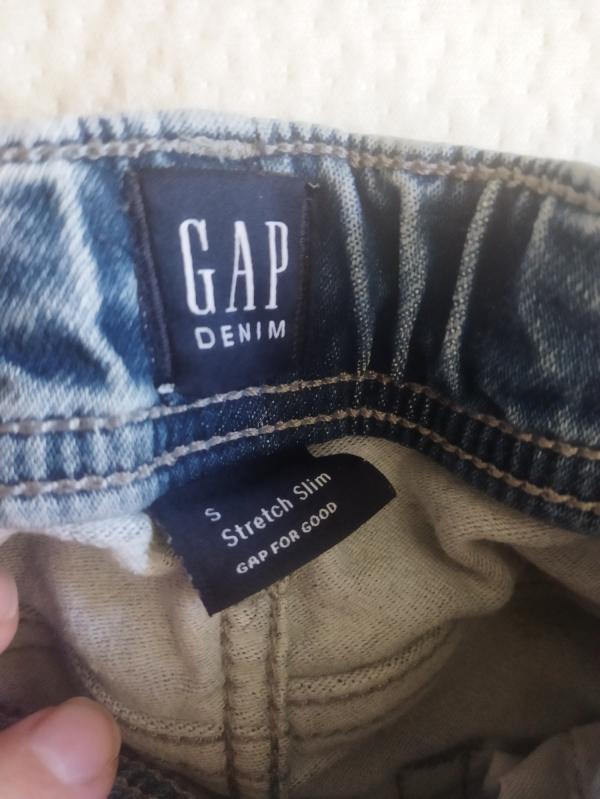 GAP
DENIM
S
Stretch Slim
GAP FOR GOOD